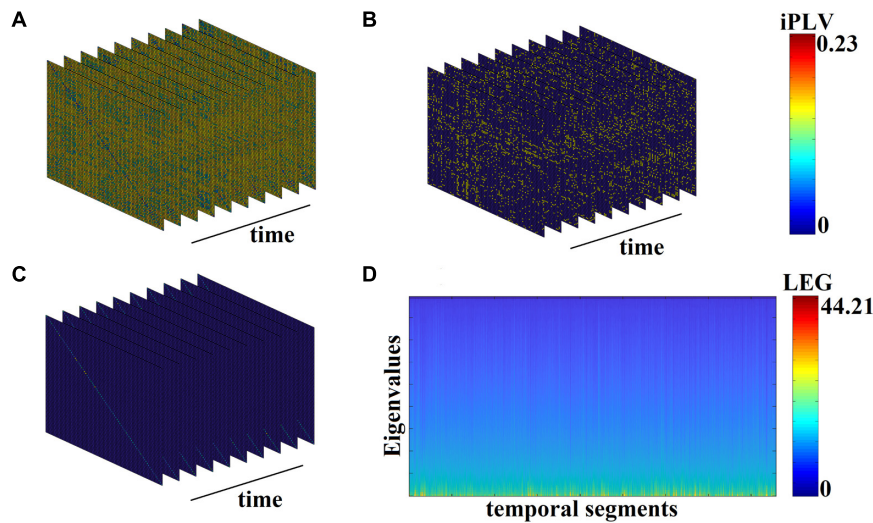 A
B
iPLV
0.23
0
time
time
C
D
LEG
44.21
0
Eigenvalues
time
temporal segments